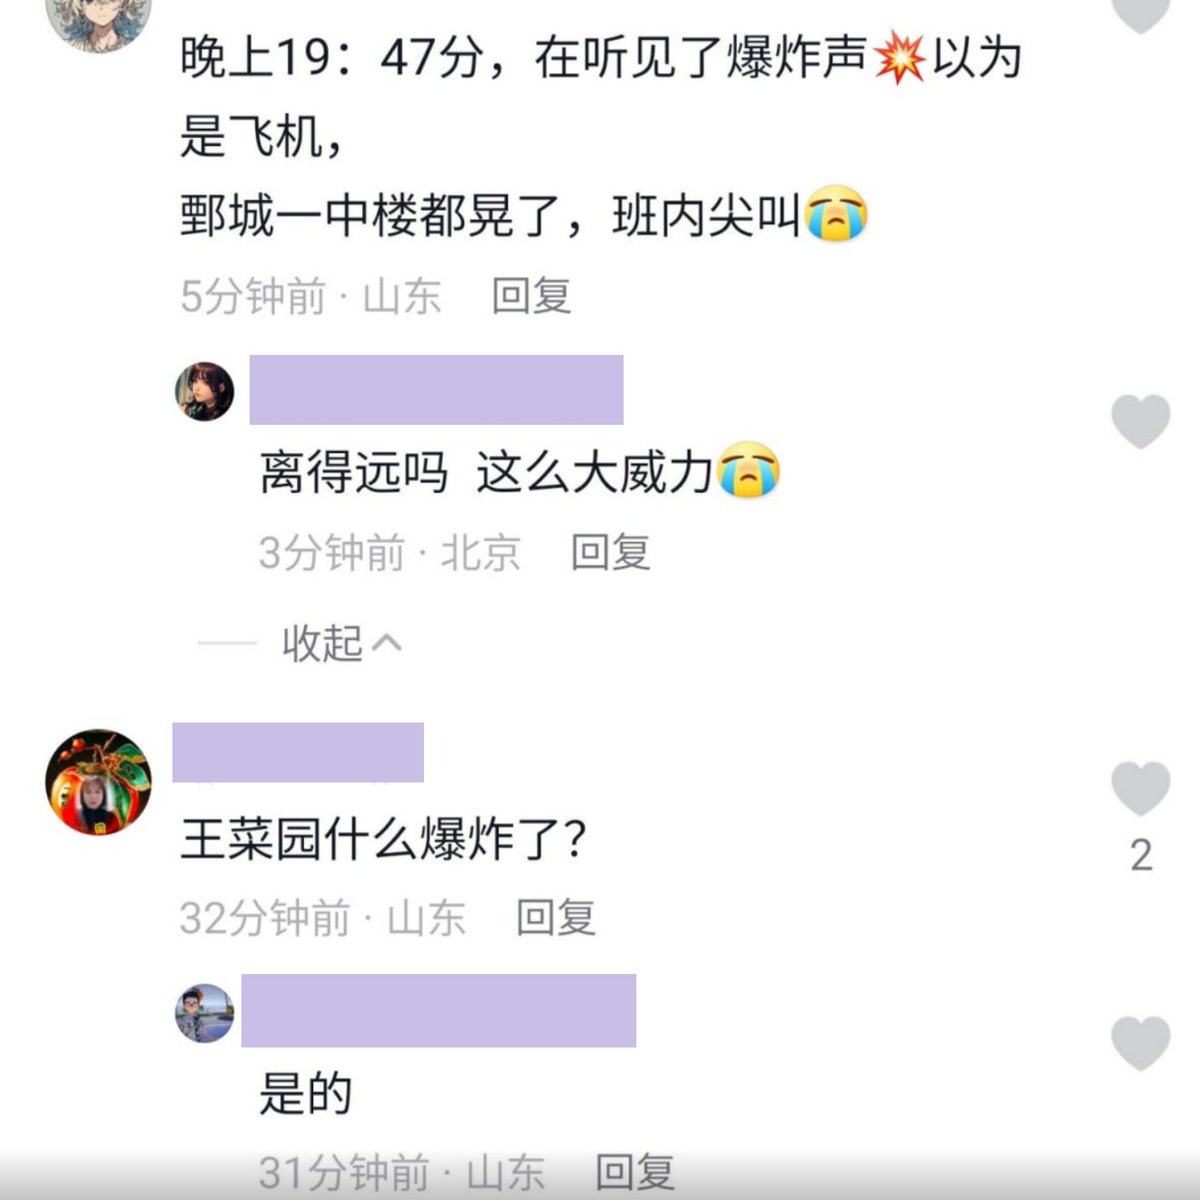 晚上19：47分，在听见了爆炸声💥以为
是飞机，
鄄城一中楼都晃了，班内尖叫😭
5分钟前 · 山东 回复
离得远吗 这么大威力😭
3分钟前 · 北京 回复
收起
王菜园什么爆炸了？
2
32分钟前 · 山东 回复
是的
31分钟前 · 山东 回复